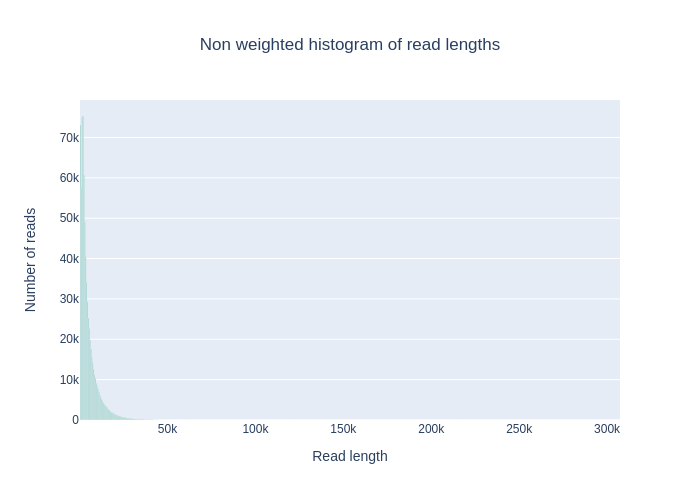 Non weighted histogram of read lengths
70k
60k
50k
40k
30k
20k
10k
0
Number of reads
50k
100k
150k
200k
250k
300k
Read length